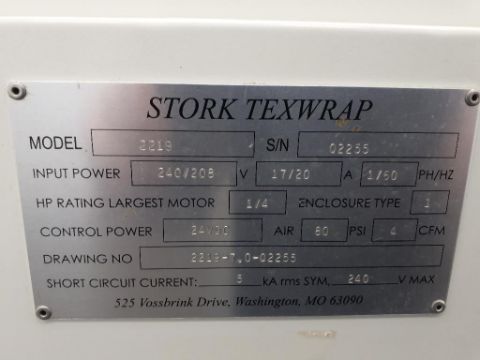 STORK TEXWRAP
MODEL 2219 S/N 02255
INPUT POWER 240/208 V 17/20 A 1/60 PH/HZ
HP RATING LARGEST MOTOR 1/4 ENCLOSURE TYPE 1
CONTROL POWER 24VDC AIR 80 PSI 4 CFM
DRAWING NO 2219-7.0-02255
SHORT CIRCUIT CURRENT: 5 kA rms SYM, 240 V MAX
525 Vossbrink Drive, Washington, MO 63090